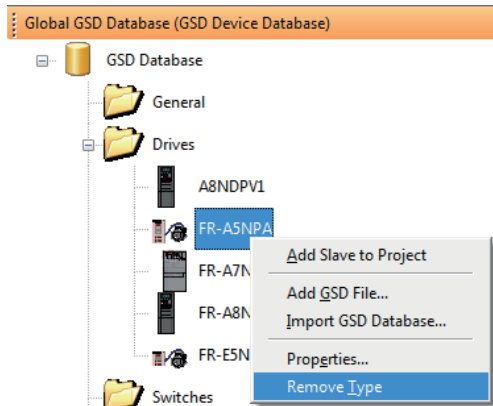 Global GSD Database (GSD Device Database)
GSD Database
General
Drives
A8NDPV1
FR-A5NPA
Add Slave to Project
FR-A7N
Add GSD File...
FR-A8N
Import GSD Database...
FR-E5N
Properties...
Remove Type
Switches